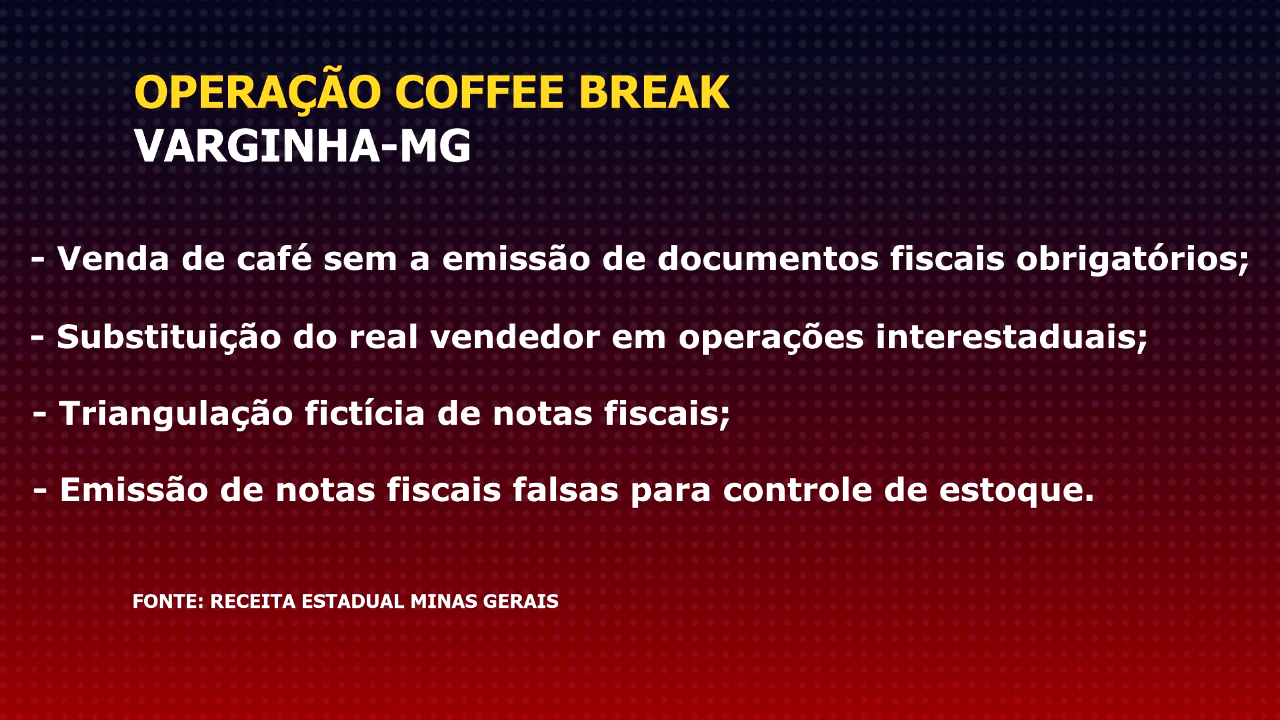 OPERAÇÃO COFFEE BREAK
VARGINHA-MG
- Venda de café sem a emissão de documentos fiscais obrigatórios;
- Substituição do real vendedor em operações interestaduais;
- Triangulação fictícia de notas fiscais;
- Emissão de notas fiscais falsas para controle de estoque.
FONTE: RECEITA ESTADUAL MINAS GERAIS